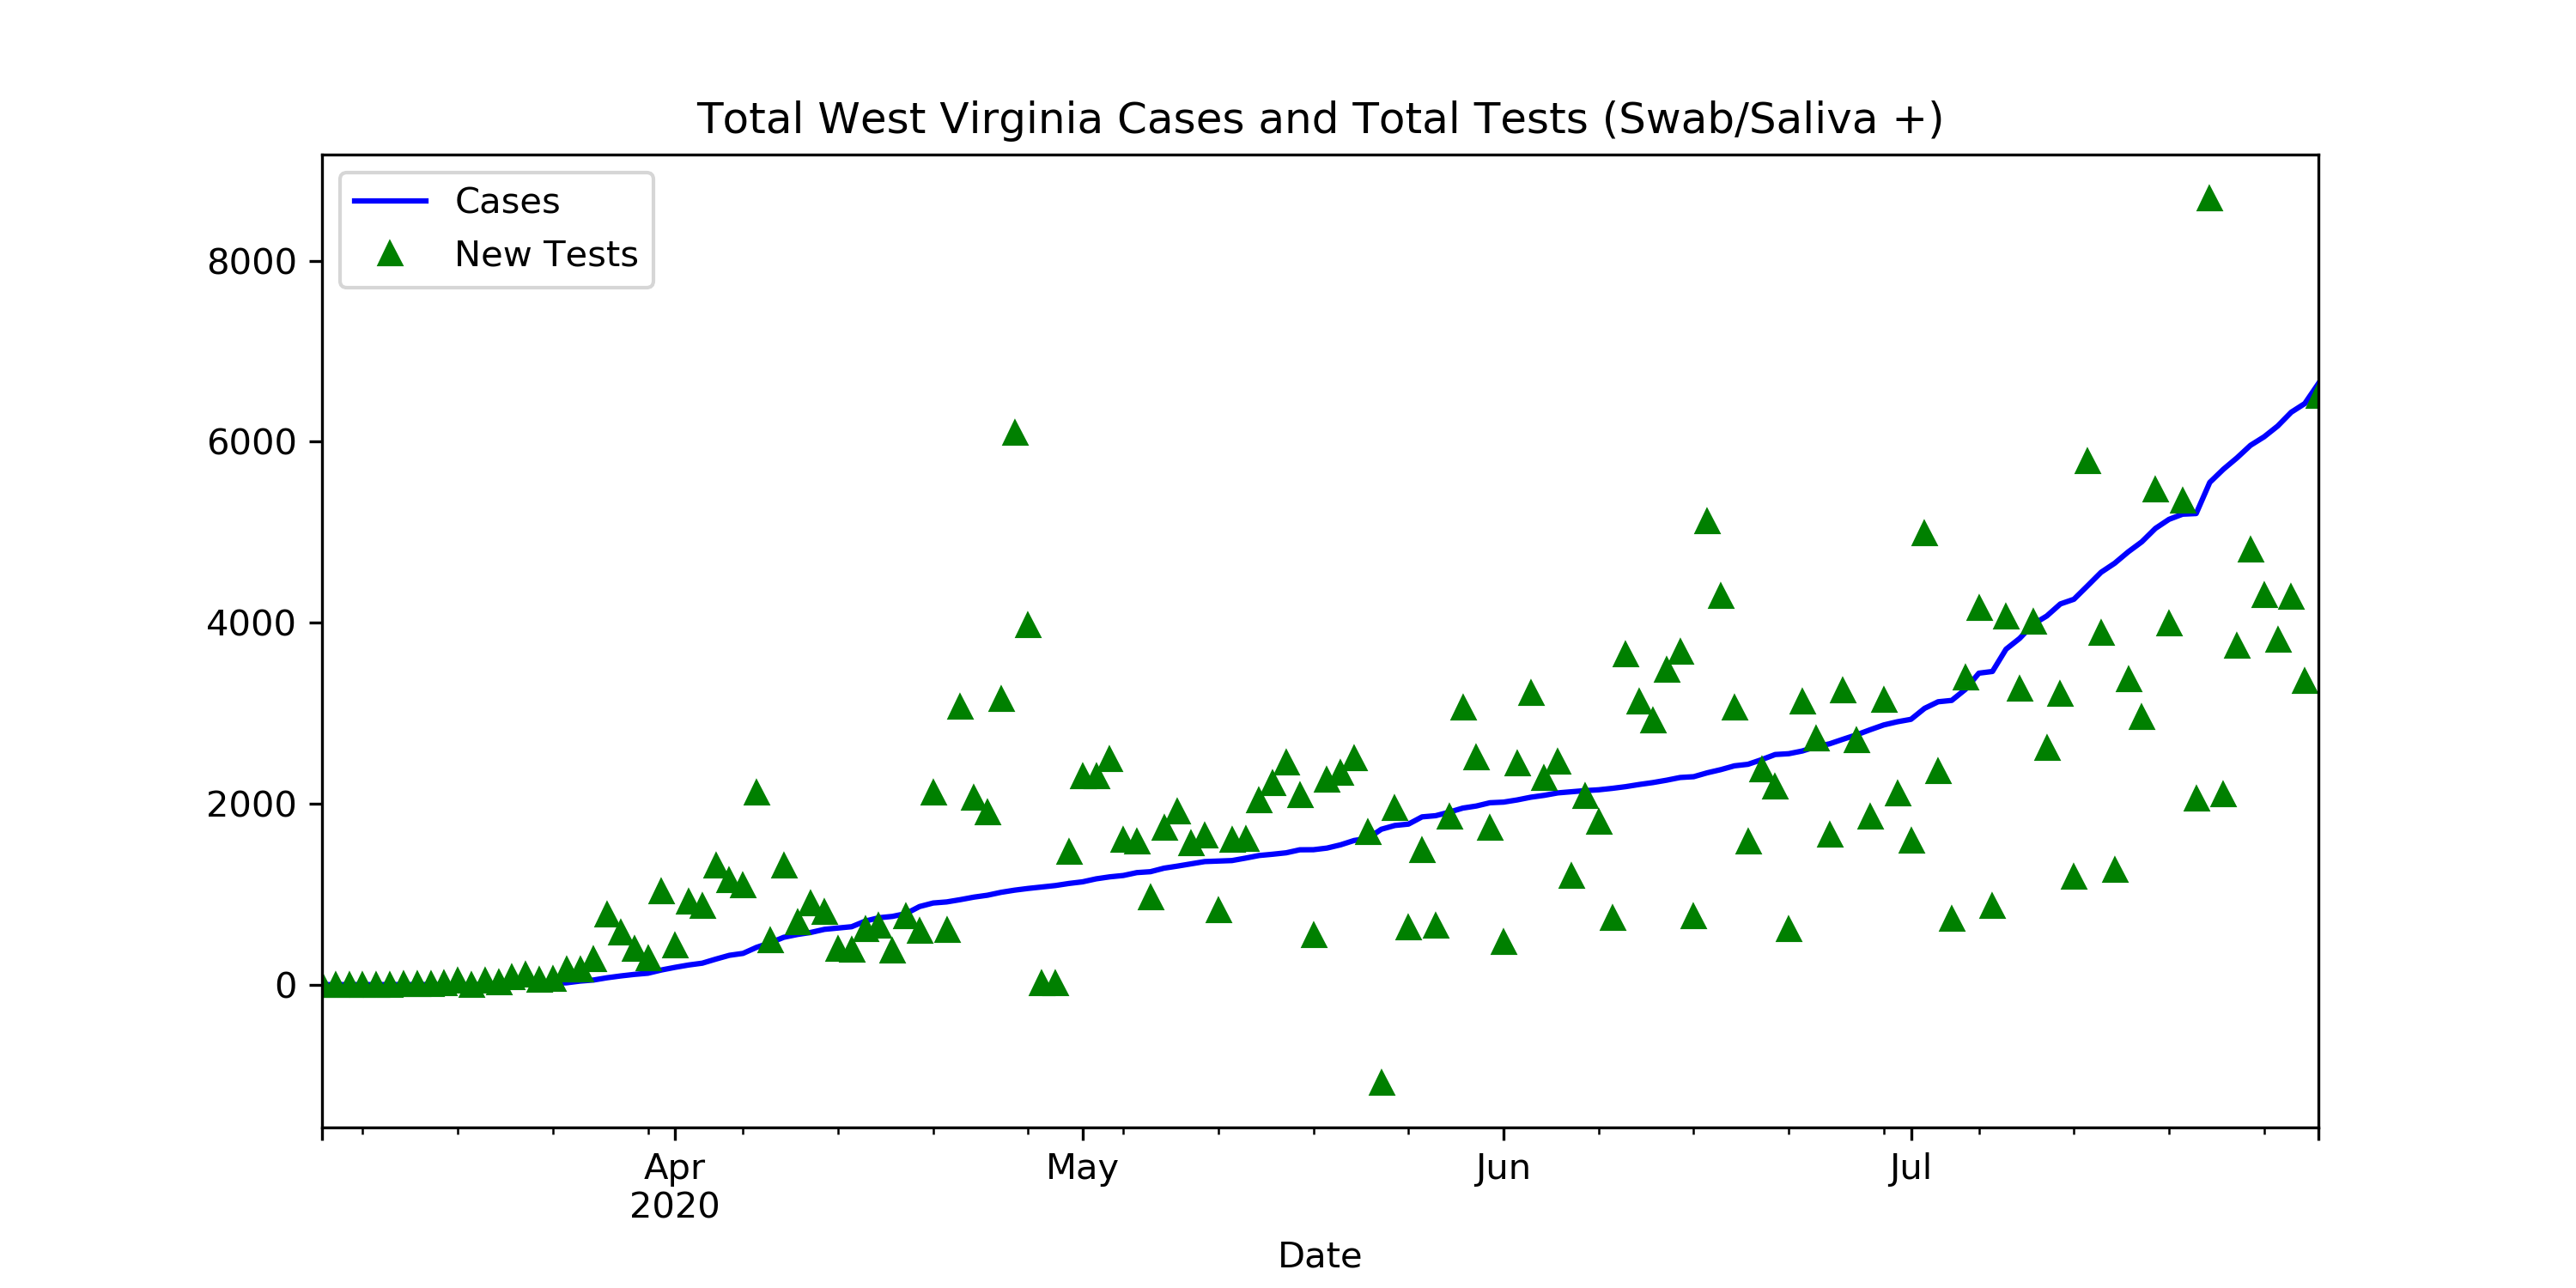 Total West Virginia Cases and Total Tests (Swab/Saliva +)
Cases
New Tests
8000
6000
4000
2000
0
Apr May Jun Jul
2020
Date